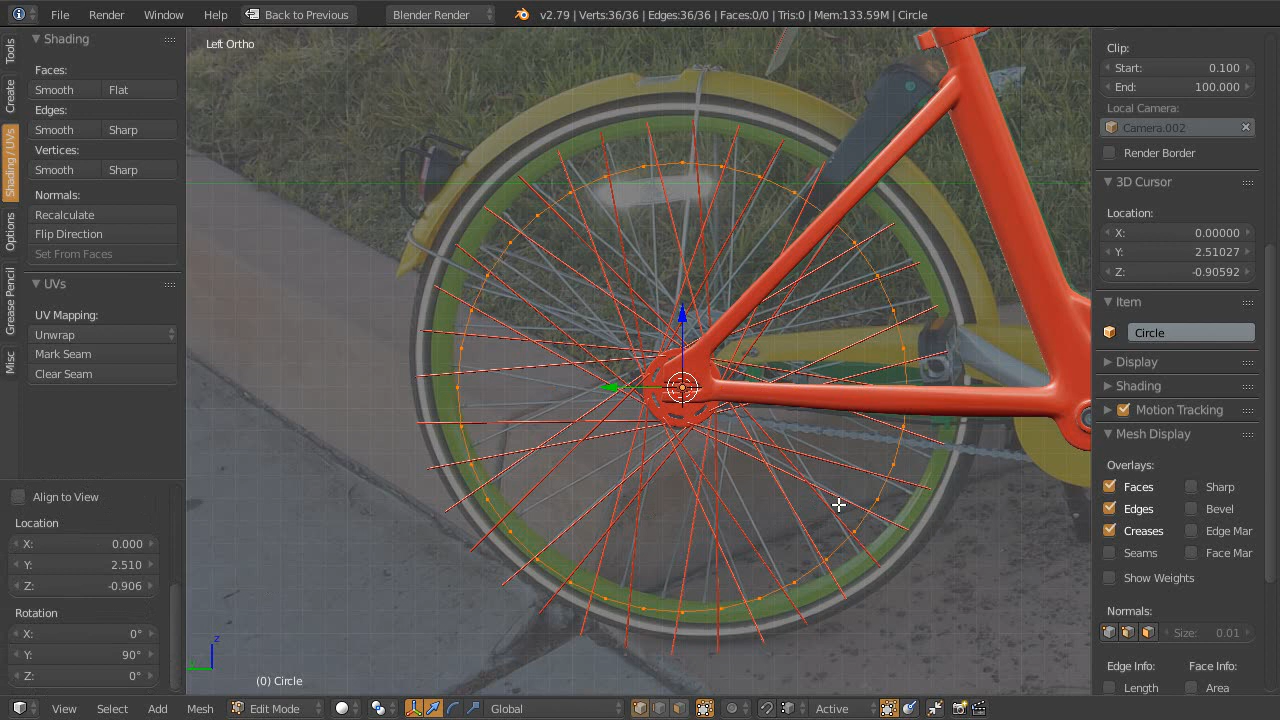 File Render Window Help Back to Previous Blender Render v2.79 | Verts:36/36 | Edges:36/36 | Faces:0/0 | Tris:0 | Mem:133.59M | Circle
Tools
Create
Shading / UVs
Options
Grease Pencil
Misc
Shading
Faces:
Smooth Flat
Edges:
Smooth Sharp
Vertices:
Smooth Sharp
Normals:
Recalculate
Flip Direction
Set From Faces
UVs
UV Mapping:
Unwrap
Mark Seam
Clear Seam
Align to View
Location
X: 0.000
Y: 2.510
Z: -0.906
Rotation
X: 0°
Y: 90°
Z: 0°
Left Ortho
z
(0) Circle
Clip:
Start: 0.100
End: 100.000
Local Camera:
Camera.002
Render Border
3D Cursor
Location:
X: 0.00000
Y: 2.51027
Z: -0.90592
Item
Circle
Display
Shading
Motion Tracking
Mesh Display
Overlays:
Faces Sharp
Edges Bevel
Creases Edge Mar
Seams Face Mar
Show Weights
Normals:
Size: 0.01
Edge Info: Face Info:
Length Area
View Select Add Mesh Edit Mode Global Active